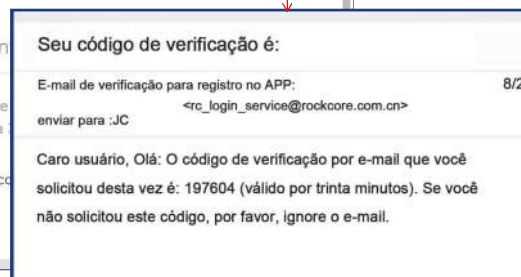 Seu código de verificação é:
E-mail de verificação para registro no APP:
8/2
<rc_login_service@rockcore.com.cn>
enviar para :JC
Caro usuário, Olá: O código de verificação por e-mail que você
solicitou desta vez é: 197604 (válido por trinta minutos). Se você
não solicitou este código, por favor, ignore o e-mail.